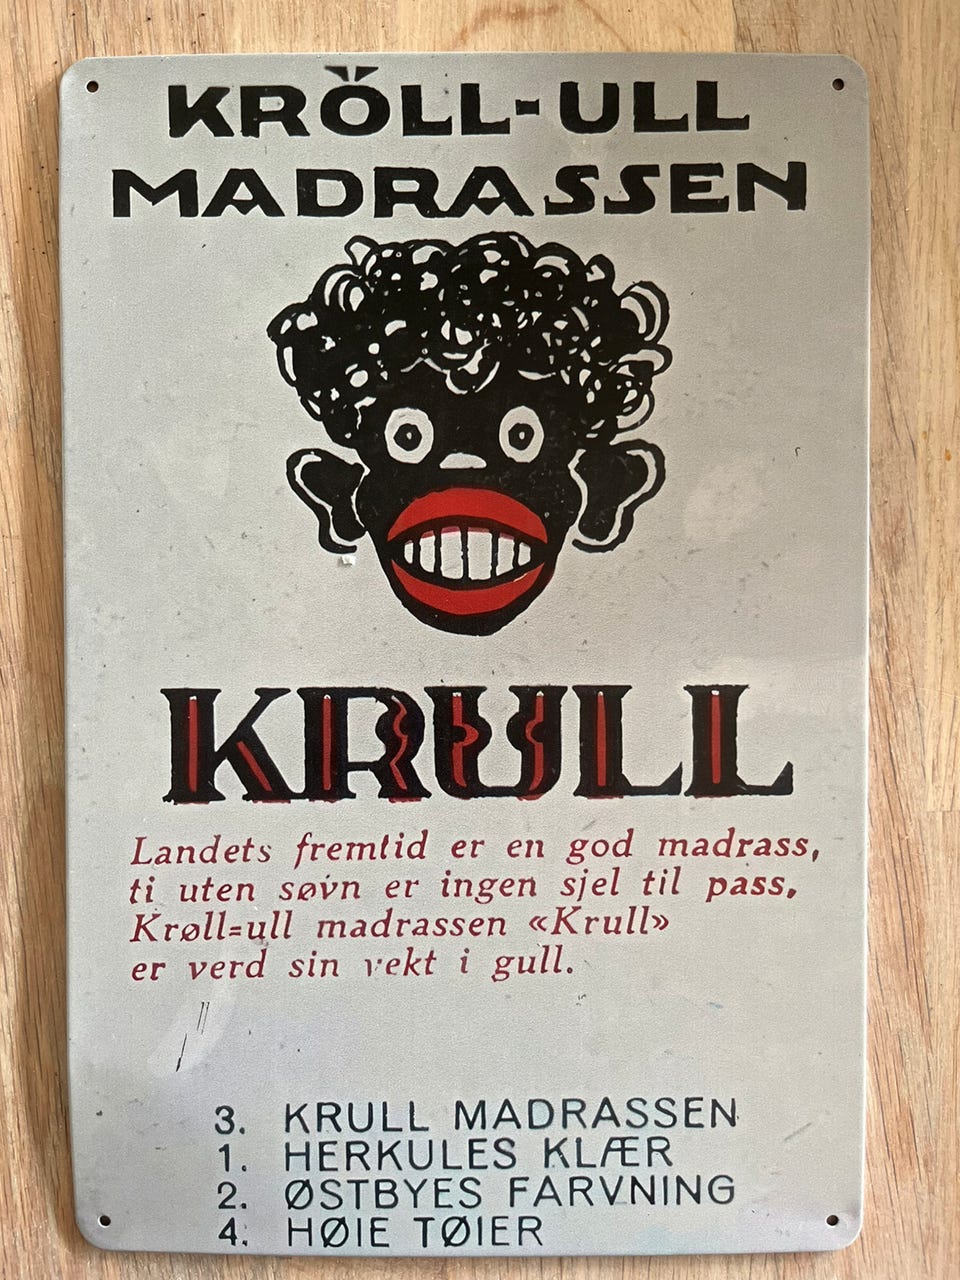 KRÖLL-ULL
MADRASSEN
KRULL
Landets fremtid er en god madrass,
ti uten søvn er ingen sjel til pass,
Krøll=ull madrassen «Krull»
er verd sin vekt i gull.
3. KRULL MADRASSEN
1. HERKULES KLÆR
2. ØSTBYES FARVNING
4. HØIE TØIER